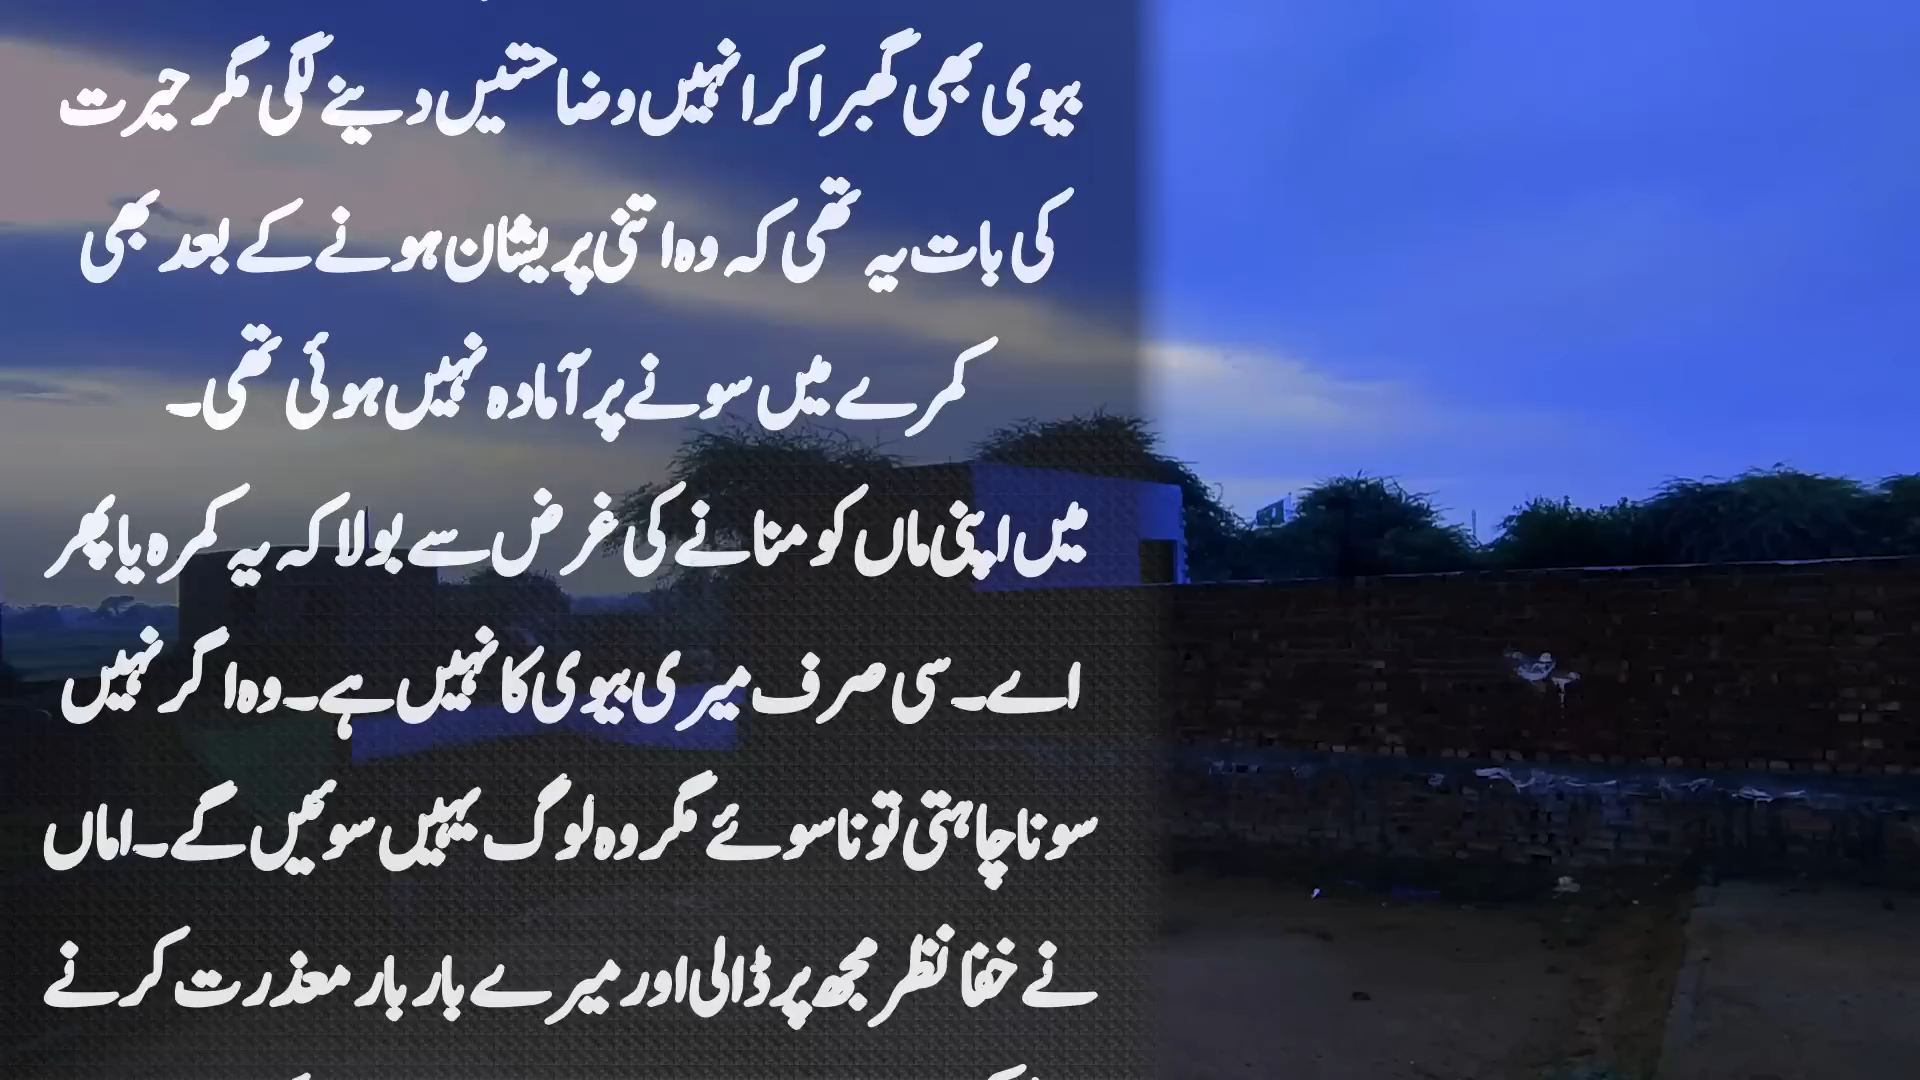 بیوی بھی گھبرا کر انہیں وضاحتیں دینے لگی مگر حیرت
کی بات یہ تھی کہ وہ اتنی پریشان ہونے کے بعد بھی
کمرے میں سونے پر آمادہ نہیں ہوئی تھی۔
میں اپنی ماں کو منانے کی غرض سے بولا کہ یہ کمرہ یا پھر
اے۔سی صرف میری بیوی کا نہیں ہے۔وہ اگر نہیں
سونا چاہتی تو نا سوئے مگر وہ لوگ یہیں سوئیں گے۔اماں
نے خفا نظر مجھ پر ڈالی اور میرے بار بار معذرت کرنے